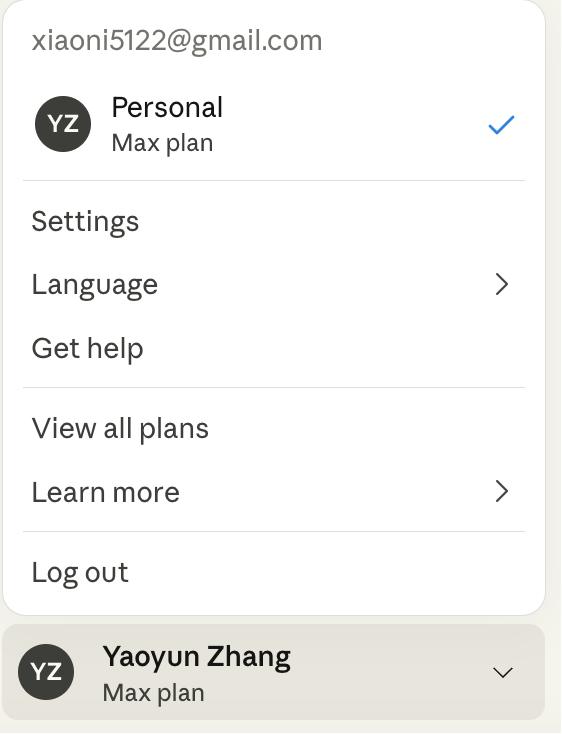 xiaoni5122@gmail.com
YZ
Personal
Max plan
Settings
Language
Get help
View all plans
Learn more
Log out
YZ
Yaoyun Zhang
Max plan